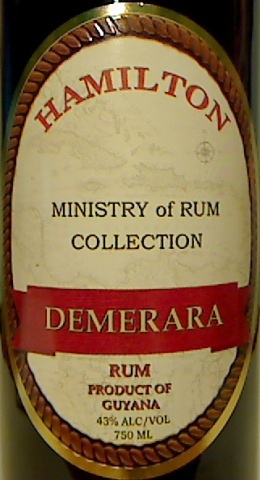 HAMILTON
MINISTRY of RUM
COLLECTION
DEMERARA
RUM
PRODUCT OF
GUYANA
43% ALC/VOL
750 ML